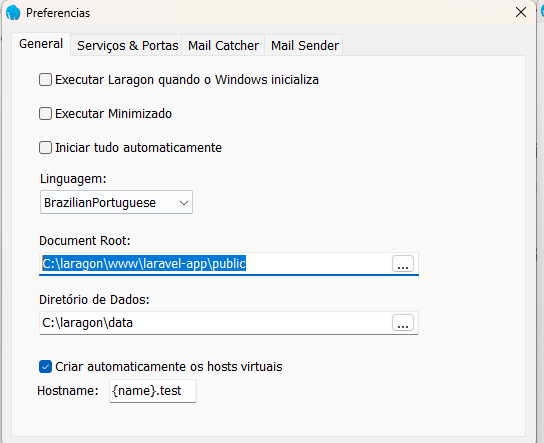 Preferencias
General
Serviços & Portas
Mail Catcher
Mail Sender
Executar Laragon quando o Windows inicializa
Executar Minimizado
Iniciar tudo automaticamente
Linguagem:
BrazilianPortuguese
Document Root:
C:\laragon\www\laravel-app\public
...
Diretório de Dados:
C:\laragon\data
...
Criar automaticamente os hosts virtuais
Hostname: {name}.test